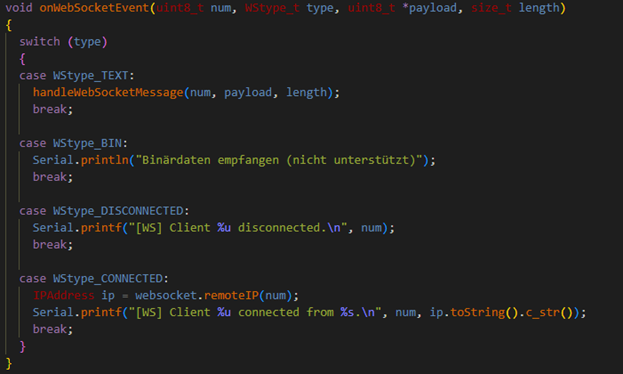 void onWebSocketEvent(uint8_t num, WStype_t type, uint8_t *payload, size_t length)
{
  switch (type)
  {
  case WStype_TEXT:
    handleWebSocketMessage(num, payload, length);
    break;

  case WStype_BIN:
    Serial.println("Binärdaten empfangen (nicht unterstützt)");
    break;

  case WStype_DISCONNECTED:
    Serial.printf("[WS] Client %u disconnected.\n", num);
    break;

  case WStype_CONNECTED:
    IPAddress ip = websocket.remoteIP(num);
    Serial.printf("[WS] Client %u connected from %s.\n", num, ip.toString().c_str());
    break;
  }
}